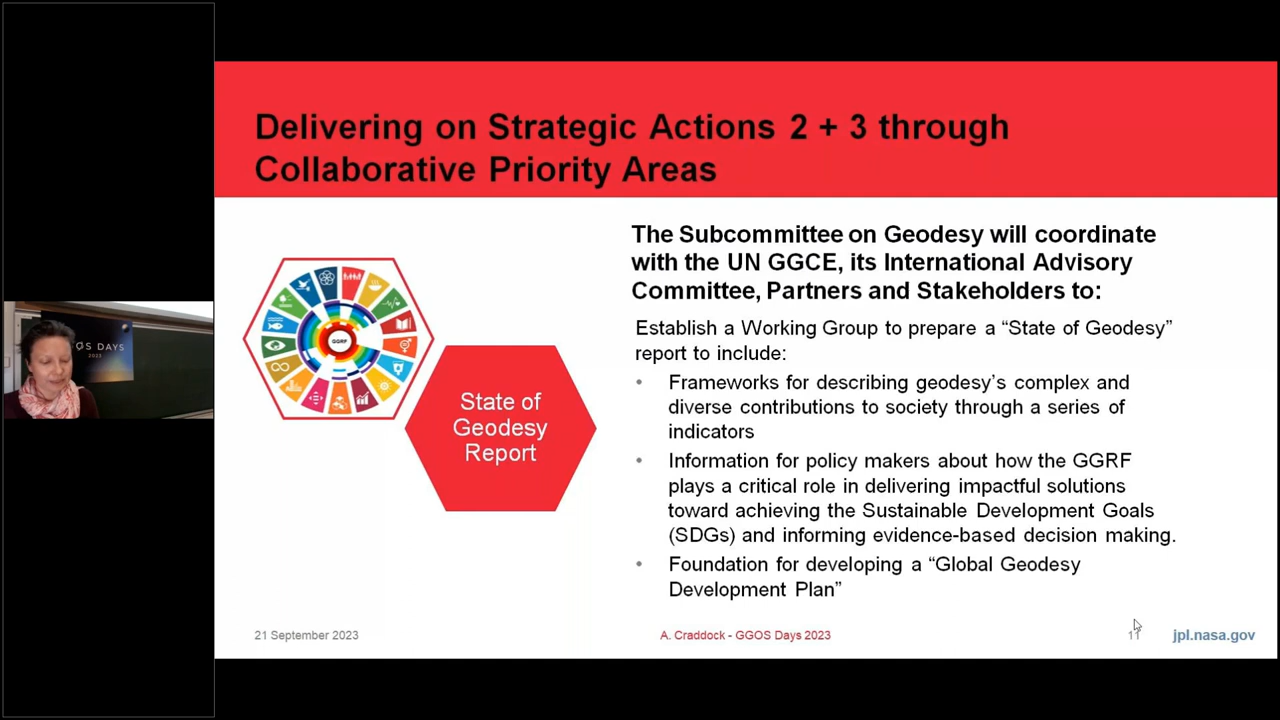 Delivering on Strategic Actions 2 + 3 through
Collaborative Priority Areas
The Subcommittee on Geodesy will coordinate
with the UN GGCE, its International Advisory
Committee, Partners and Stakeholders to:
Establish a Working Group to prepare a “State of Geodesy”
report to include:
• Frameworks for describing geodesy’s complex and
diverse contributions to society through a series of
indicators
• Information for policy makers about how the GGRF
plays a critical role in delivering impactful solutions
toward achieving the Sustainable Development Goals
(SDGs) and informing evidence-based decision making.
• Foundation for developing a “Global Geodesy
Development Plan”
GGRF
State of
Geodesy
Report
OS DAYS
2023
21 September 2023
A. Craddock - GGOS Days 2023
11
jpl.nasa.gov